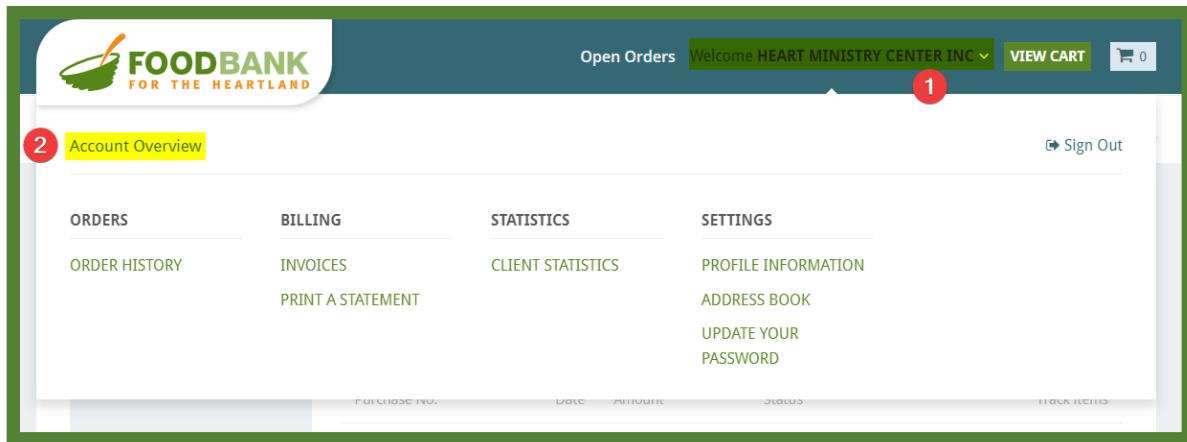 FOODBANK
FOR THE HEARTLAND
Open Orders Welcome HEART MINISTRY CENTER INC VIEW CART 0
1
2 Account Overview Sign Out
ORDERS BILLING STATISTICS SETTINGS
ORDER HISTORY INVOICES CLIENT STATISTICS PROFILE INFORMATION
PRINT A STATEMENT ADDRESS BOOK
UPDATE YOUR
PASSWORD
Purchase No. Date Amount Status Track Items